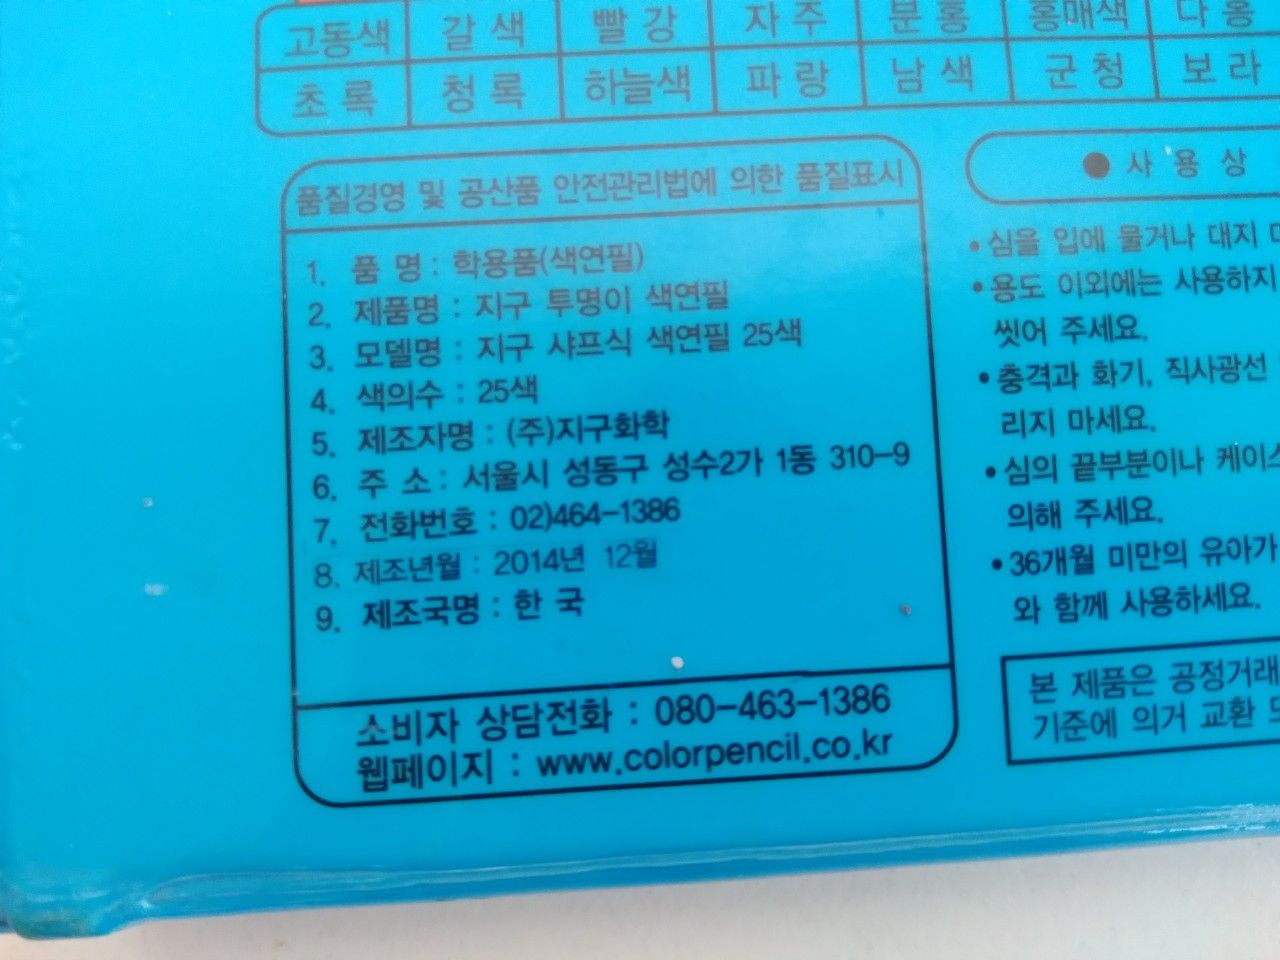 고동색 갈 색 빨 강 자 주 분 홍 홍매색 다 홍
초 록 청 록 하늘색 파 랑 남 색 군 청 보 라
품질경영 및 공산품 안전관리법에 의한 품질표시
1. 품 명 : 학용품(색연필)
2. 제품명 : 지구 투명이 색연필
3. 모델명 : 지구 샤프식 색연필 25색
4. 색의수 : 25색
5. 제조자명 : (주)지구화학
6. 주 소 : 서울시 성동구 성수2가 1동 310-9
7. 전화번호 : 02)464-1386
8. 제조년월 : 2014년 12월
9. 제조국명 : 한 국
소비자 상담전화 : 080-463-1386
웹페이지 : www.colorpencil.co.kr
● 사 용 상
• 심을 입에 물거나 대지
• 용도 이외에는 사용하지
씻어 주세요.
• 충격과 화기, 직사광선
리지 마세요.
• 심의 끝부분이나 케이스
의해 주세요.
• 36개월 미만의 유아가
와 함께 사용하세요.
본 제품은 공정거래
기준에 의거 교환